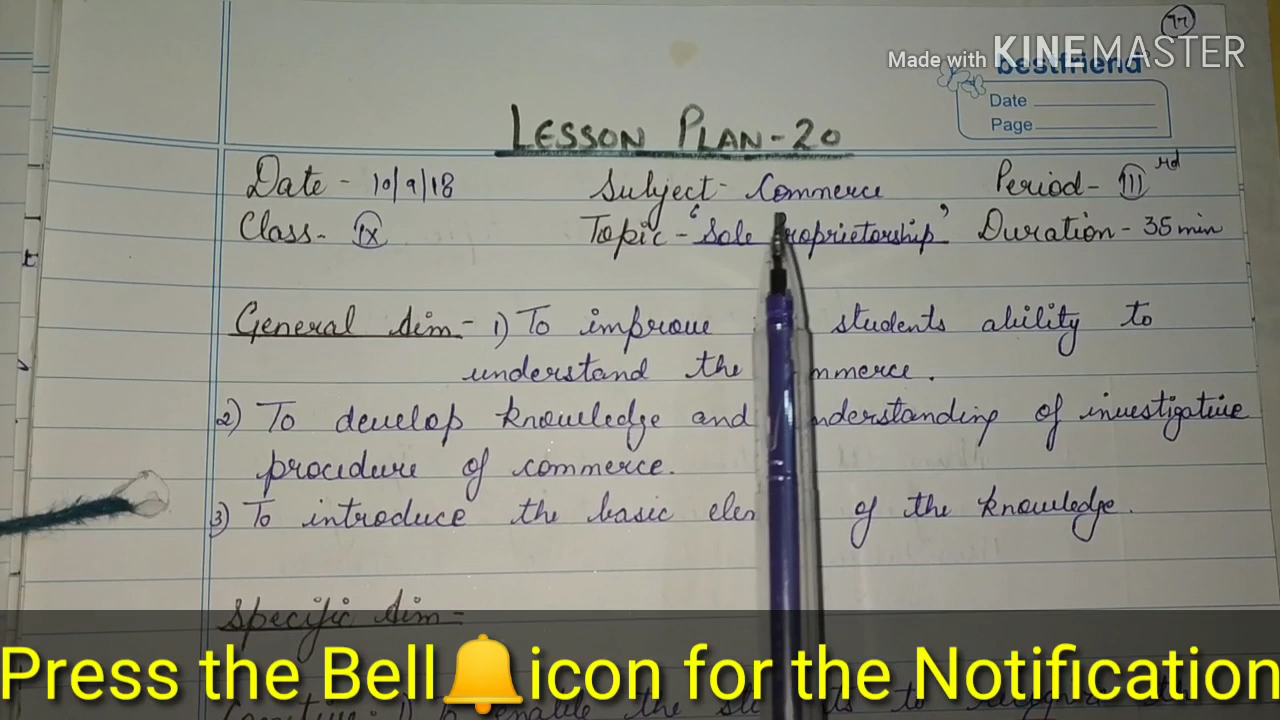 77
Made with KINEMASTER
bestfriend
Date
Page
LESSON PLAN-20
Date - 10/9/18 Subject - Commerce Period - III rd
Class - IX Topic - 'Sole Proprietorship' Duration - 35 min
General Aim - 1) To improve students ability to
understand the
2) To develop knowledge and understanding of investigative
procedure of commerce.
3) To introduce the basic of the knowledge.
Specific Aim -
Press the Bell🔔icon for the Notification